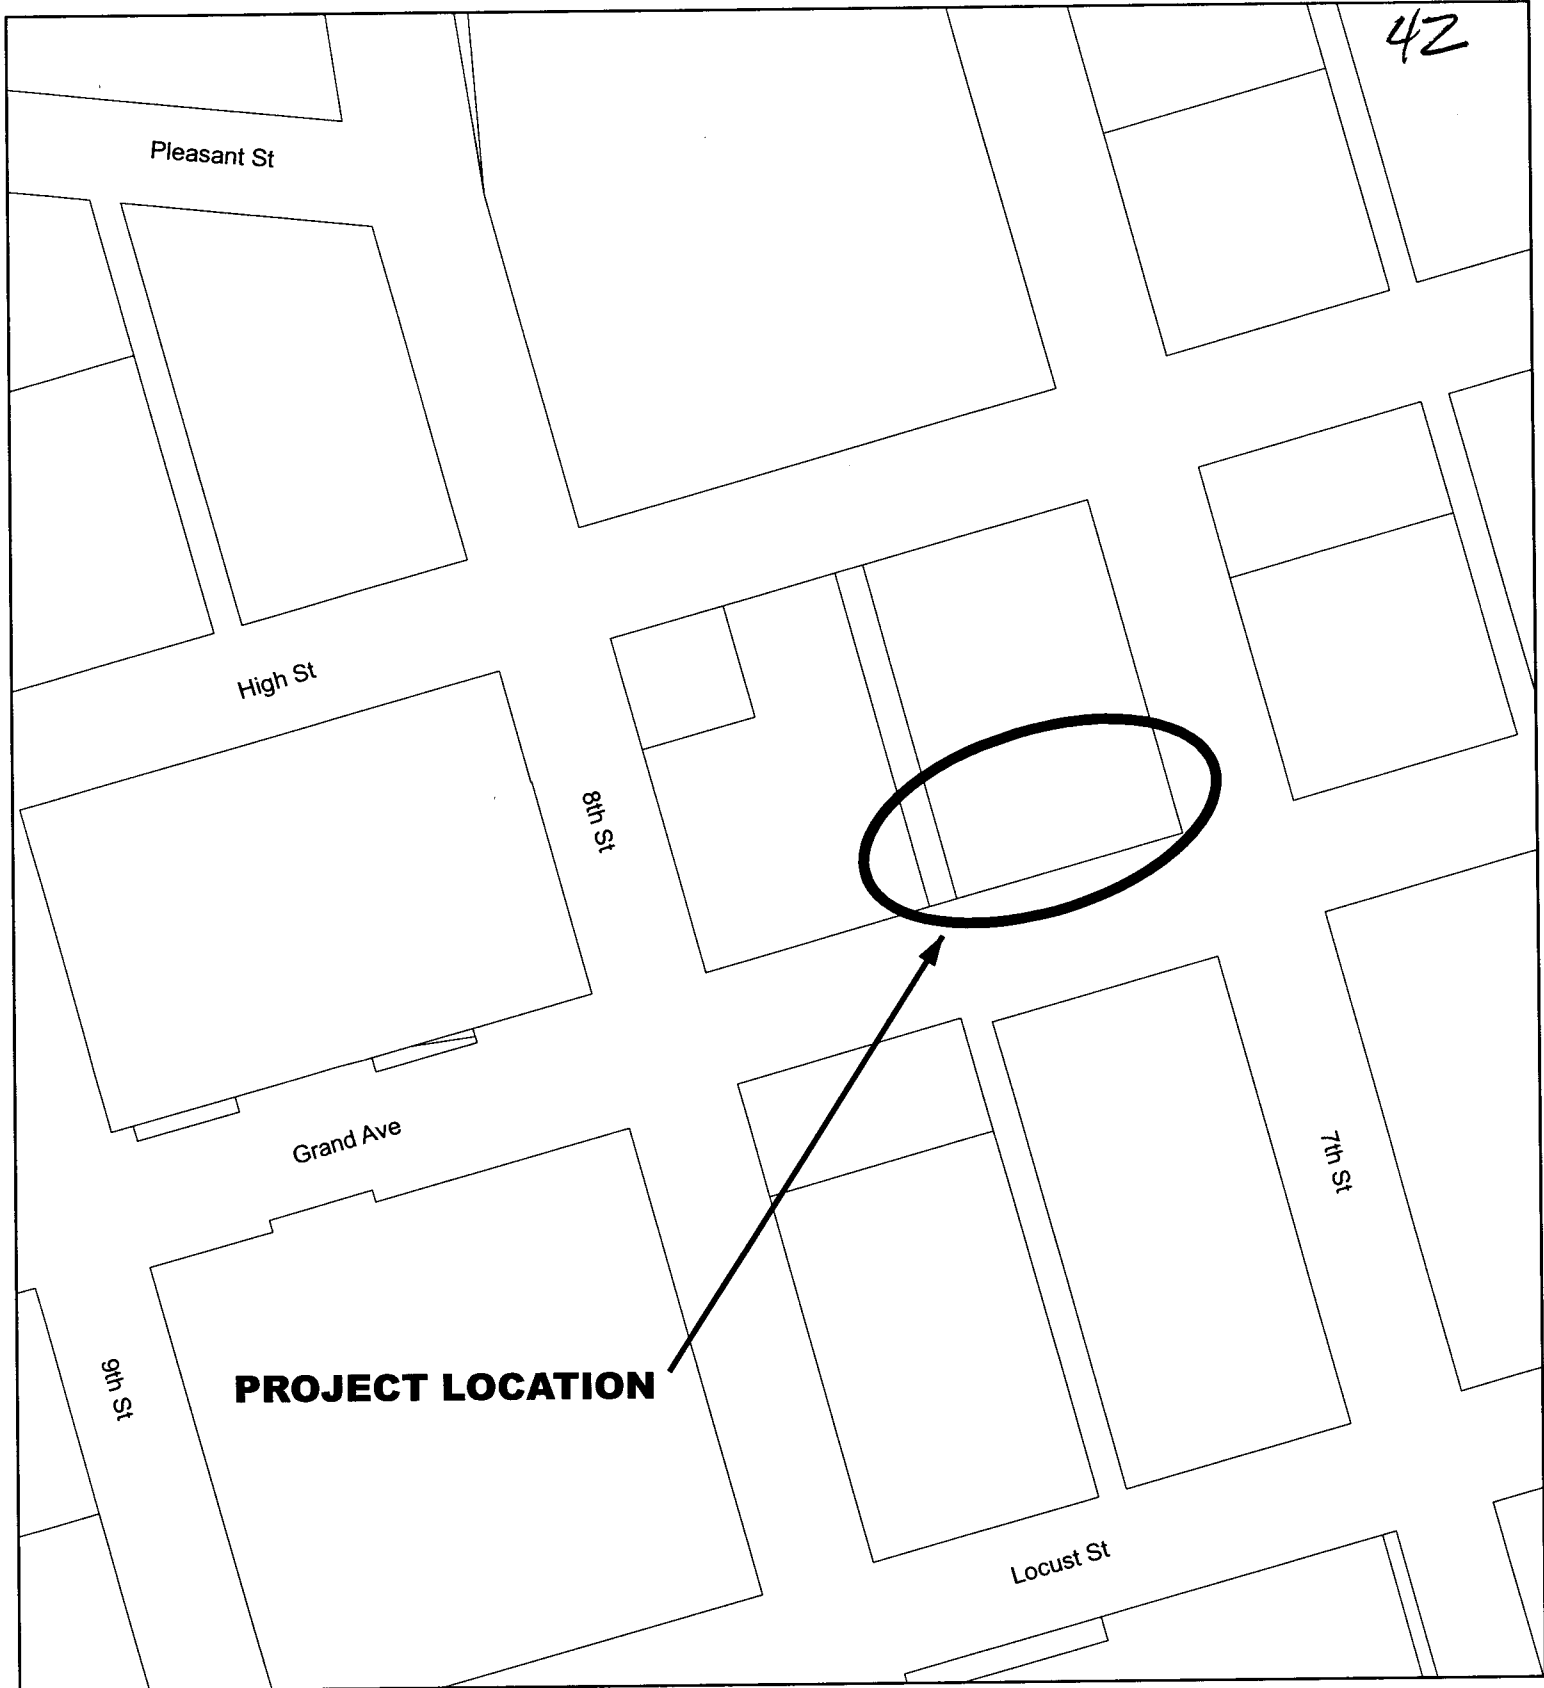 42
Pleasant St
High St
8th St
Grand Ave
7th St
9th St
PROJECT LOCATION
Locust St